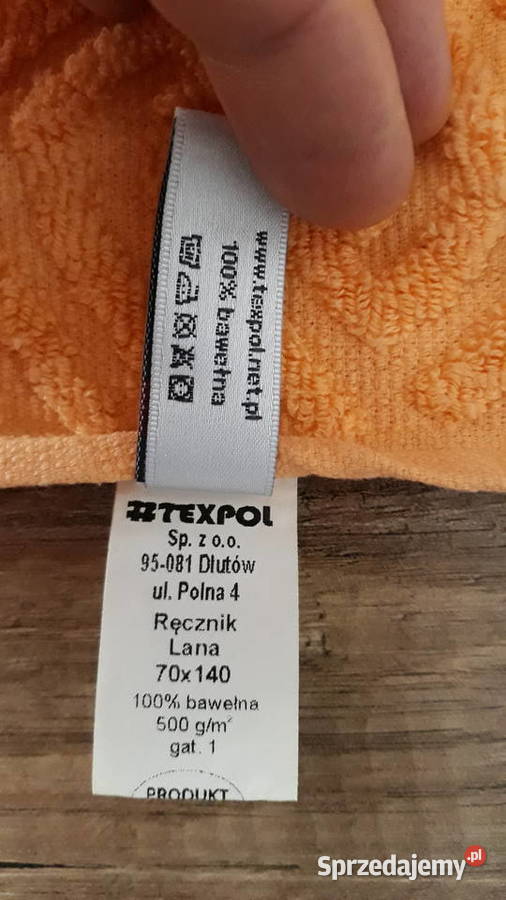 www.texpol.net.pl
100% bawełna
TEXPOL
Sp. z o.o.
95-081 Dłutów
ul. Polna 4
Ręcznik
Lana
70x140
100% bawełna
500 g/m²
gat. 1
PRODUKT
Sprzedajemy.pl